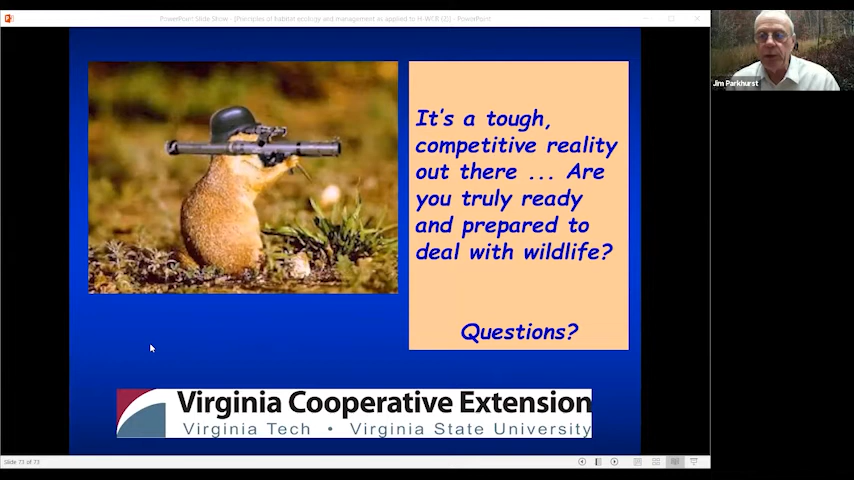 PowerPoint Slide Show - [Principles of habitat ecology and management as applied to H-WCB (2)] - PowerPoint
Jim Parkhurst
It's a tough,
competitive reality
out there ... Are
you truly ready
and prepared to
deal with wildlife?
Questions?
Virginia Cooperative Extension
Virginia Tech • Virginia State University
Slide 73 of 73